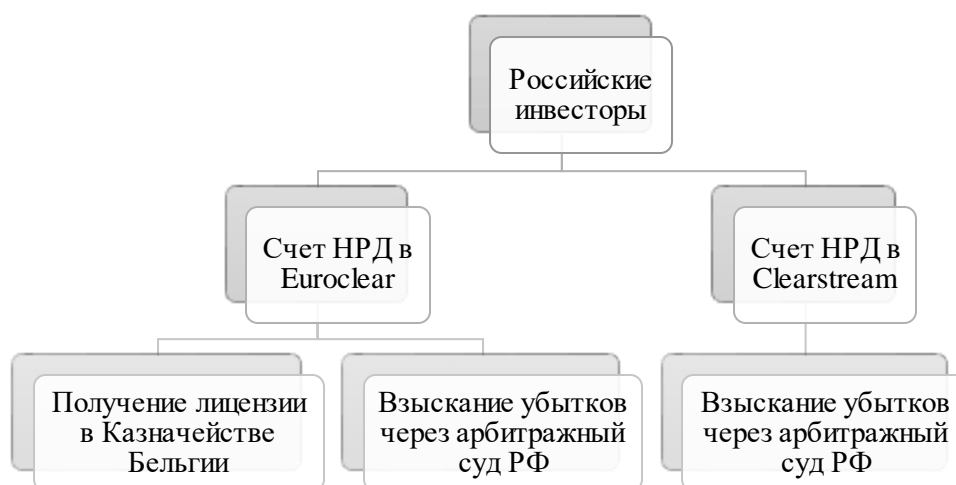 Российские
инвесторы
Счет НРД в
Euroclear
Счет НРД в
Clearstream
Получение лицензии
в Казначействе
Бельгии
Взыскание убытков
через арбитражный
суд РФ
Взыскание убытков
через арбитражный
суд РФ